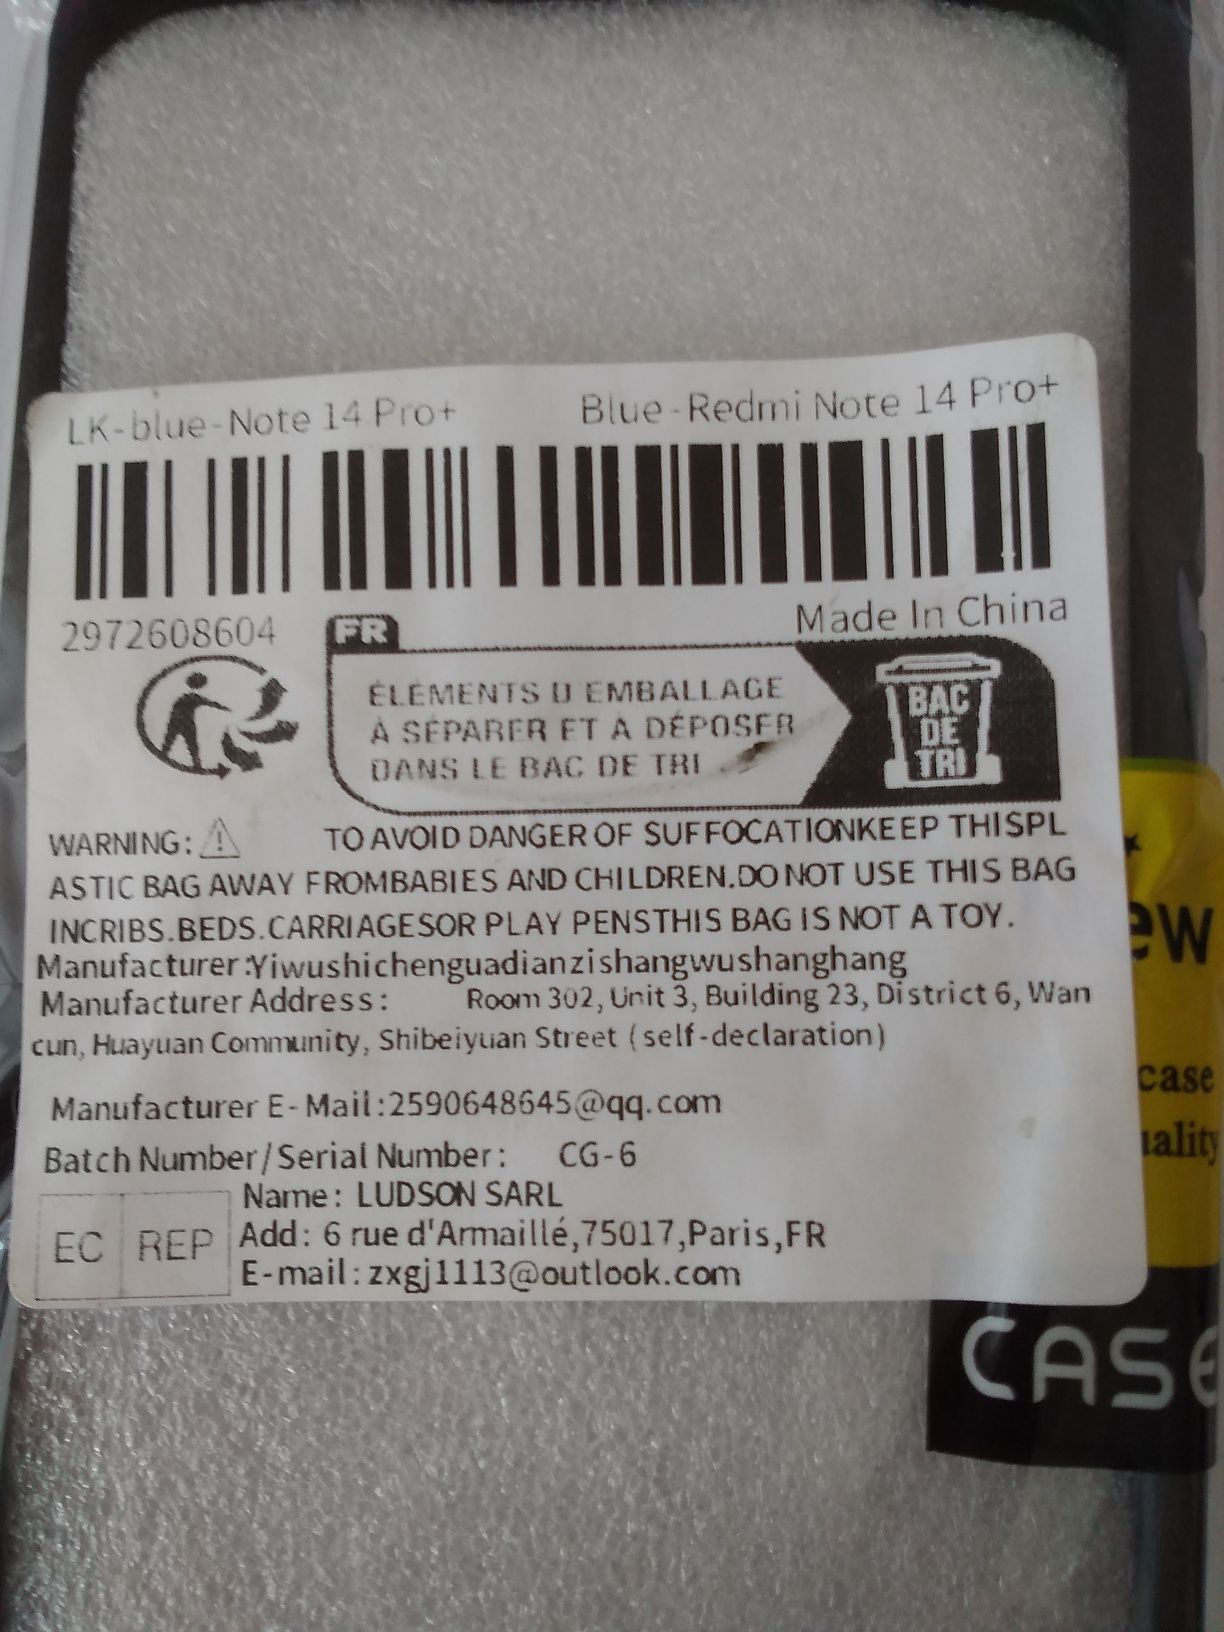 LK-blue-Note 14 Pro+
Blue-Redmi Note 14 Pro+
2972608604
Made In China
FR
ÉLÉMENTS D EMBALLAGE
À SÉPARER ET À DÉPOSER
DANS LE BAC DE TRI
BAC
DE
TRI
WARNING: TO AVOID DANGER OF SUFFOCATIONKEEP THISPL
ASTIC BAG AWAY FROMBABIES AND CHILDREN.DO NOT USE THIS BAG
INCRIBS.BEDS.CARRIAGESOR PLAY PENSTHIS BAG IS NOT A TOY.
Manufacturer:Yiwushichenguadianzishangwushanghang
Manufacturer Address: Room 302, Unit 3, Building 23, District 6, Wan
cun, Huayuan Community, Shibeiyuan Street (self-declaration)
Manufacturer E-Mail:2590648645@qq.com
Batch Number/Serial Number: CG-6
EC REP
Name: LUDSON SARL
Add: 6 rue d'Armaillé,75017,Paris,FR
E-mail:zxgj1113@outlook.com
ew
case
uality
CASE